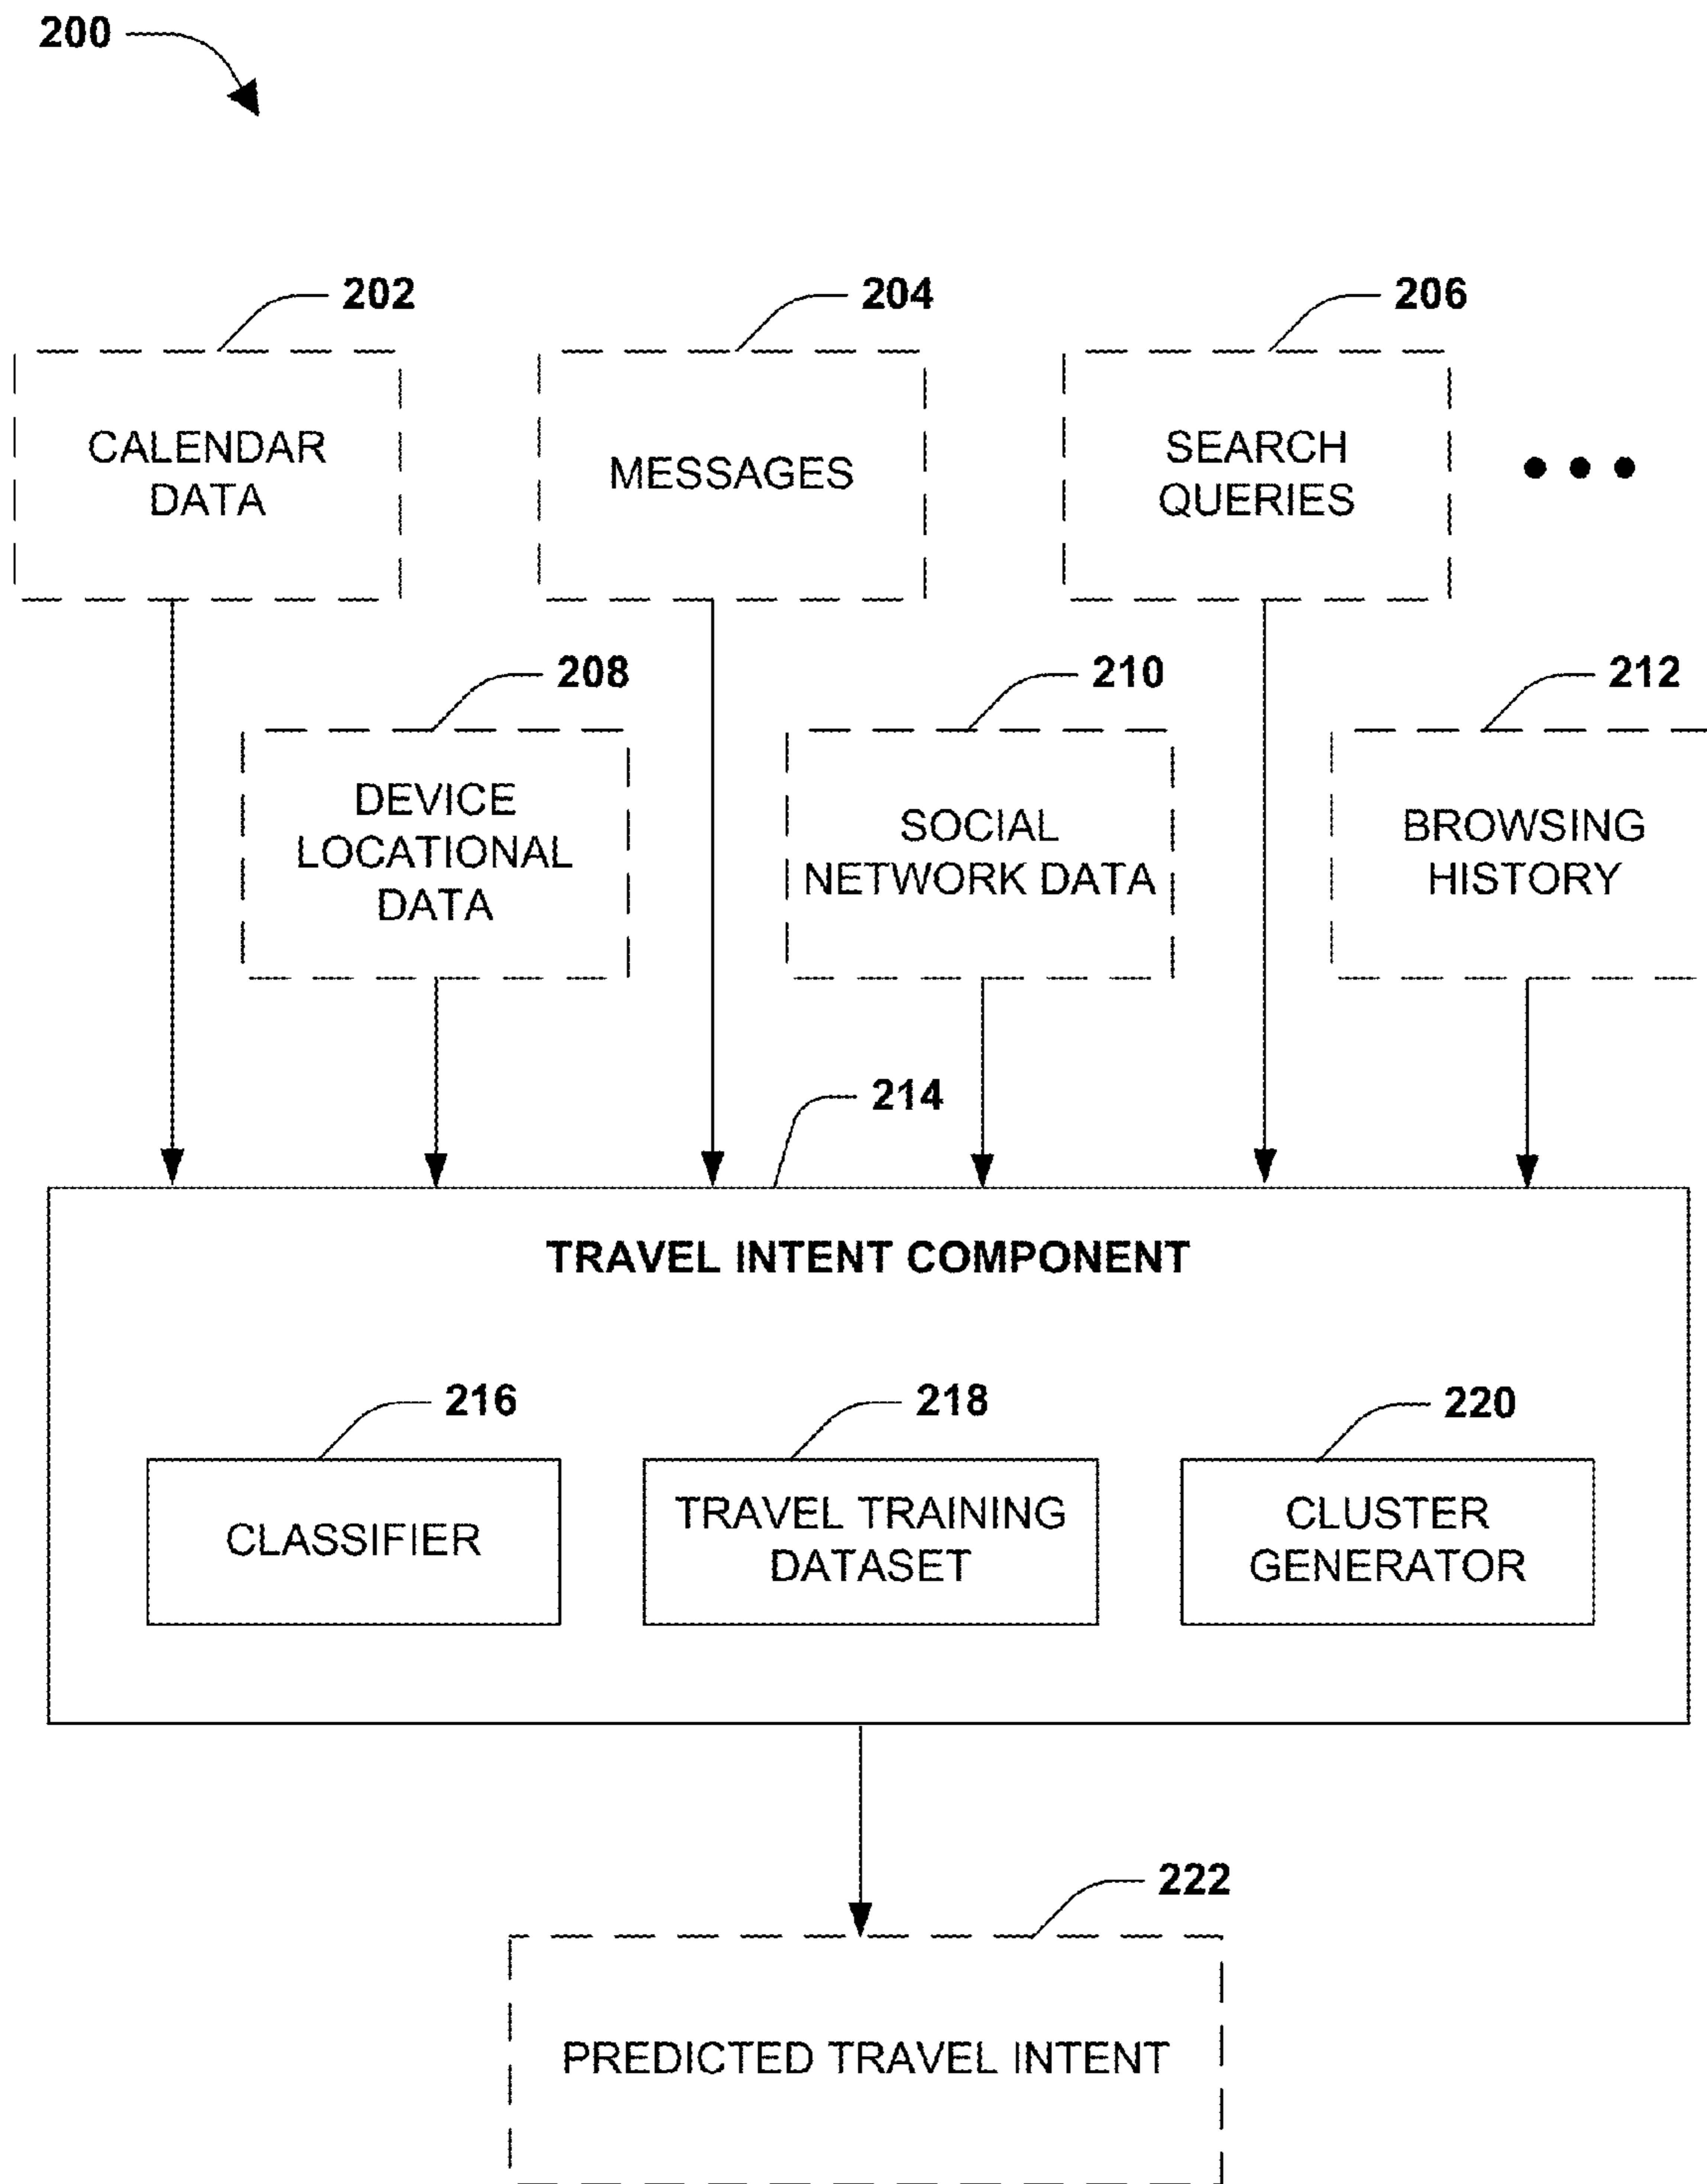 200
202
204
206
CALENDAR
DATA
MESSAGES
SEARCH
QUERIES
208
210
212
DEVICE
LOCATIONAL
DATA
SOCIAL
NETWORK DATA
BROWSING
HISTORY
214
TRAVEL INTENT COMPONENT
216
218
220
CLASSIFIER
TRAVEL TRAINING
DATASET
CLUSTER
GENERATOR
222
PREDICTED TRAVEL INTENT